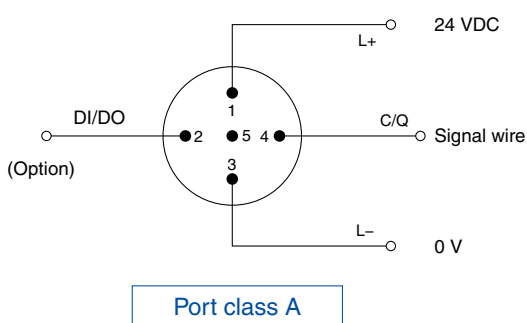 24 VDC
L+
DI/DO
1
C/Q
2
5
4
Signal wire
(Option)
3
L–
0 V
Port class A